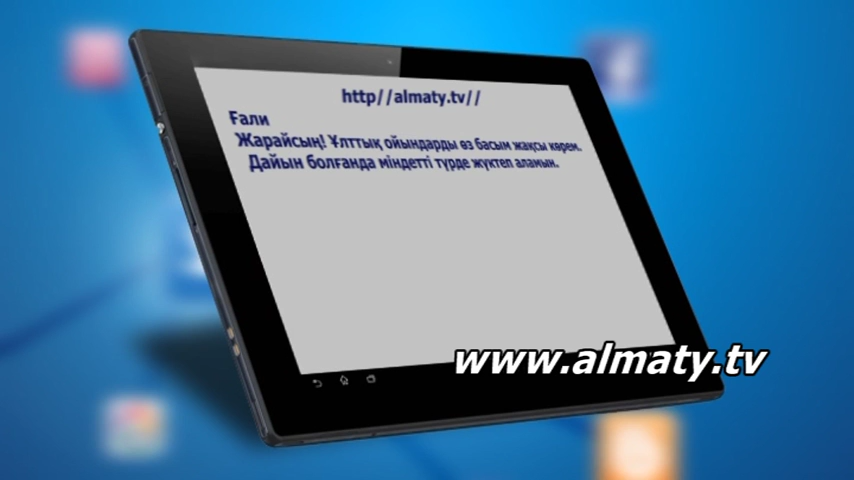 http//almaty.tv//
Ғали
Жарайсың! Ұлттық ойындарды өз басым жақсы көрем.
Дайын болғанда міндетті түрде жүктеп аламын.
www.almaty.tv